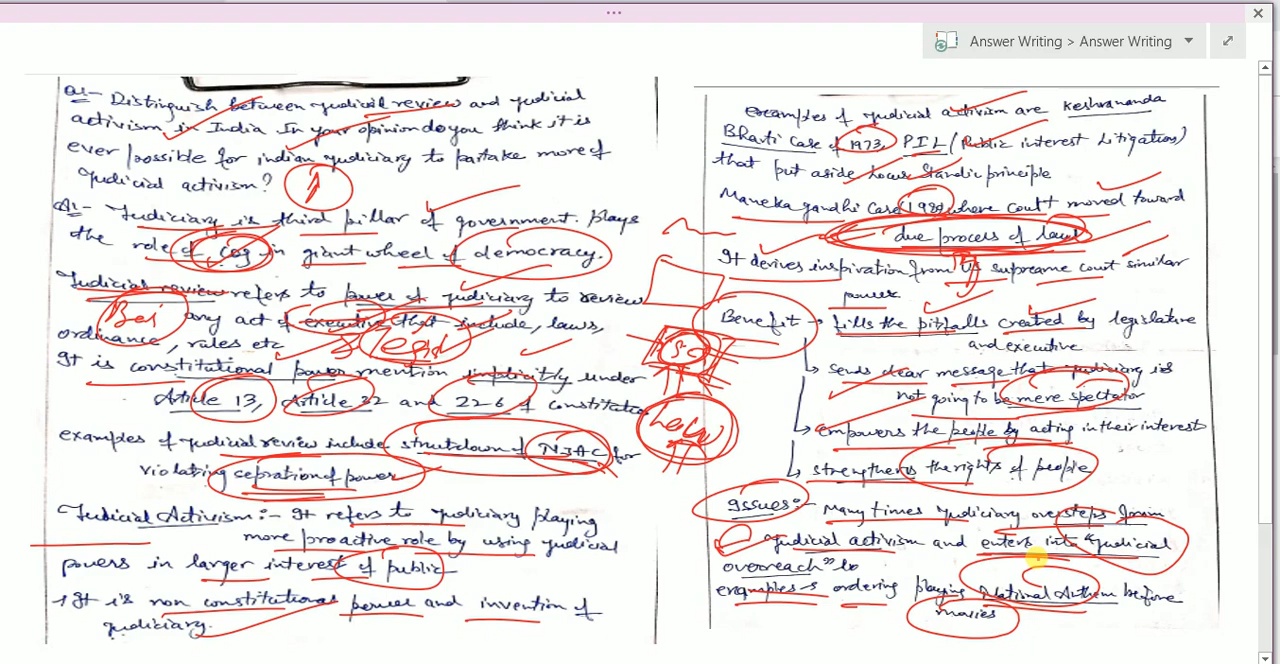 Answer Writing > Answer Writing
Q1- Distinguish between judicial review and judicial
activism in India In your opinion do you think it is
ever possible for indian judiciary to partake more of
judicial activism?
A1:- Judiciary is third pillar of government. Plays
the role of cog in giant wheel of democracy.
Judicial review refers to power of judiciary to review
any act of executive that include, laws,
ordinance, rules etc
It is constitutional power mention implicitly under
Article 13, Article 32 and 226 of constitution
examples of judicial review include strutdown of NJAC for
violating sepration of power
Judicial Activism:- It refers to judiciary playing
more proactive role by using judicial
powers in larger interest of public
It is non constitutional power and invention of
judiciary.
examples of judicial activism are Keshvananda
Bharti Case of 1973, P.I.L (Public interest Litigation)
that put aside locus Standic principle
Maneka gandhi Case where Court moved toward
due process of law
It derives inspiration from US supreme court similar
power
Benefit → fills the pitfalls created by legislative
and executive
→ sends clear message that judiciary is
not going to be mere spectator
→ empowers the people by acting in their interest
→ strengthens the rights of people
Issues:- Many times judiciary oversteps from
judicial activism and enters into "judicial
overreach"
examples → ordering playing National Anthem before
movies